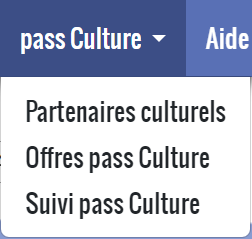 pass Culture Aide
Partenaires culturels
Offres pass Culture
Suivi pass Culture